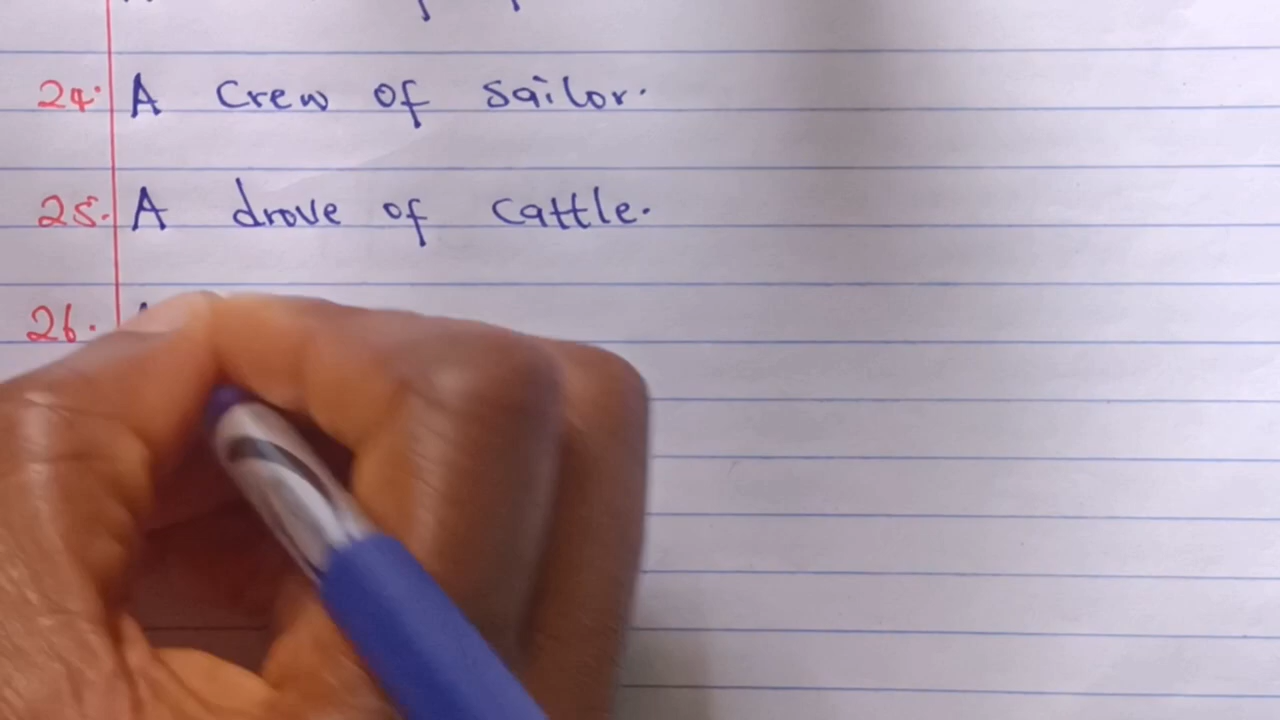 24. A Crew of sailor.
25. A drove of cattle.
26.